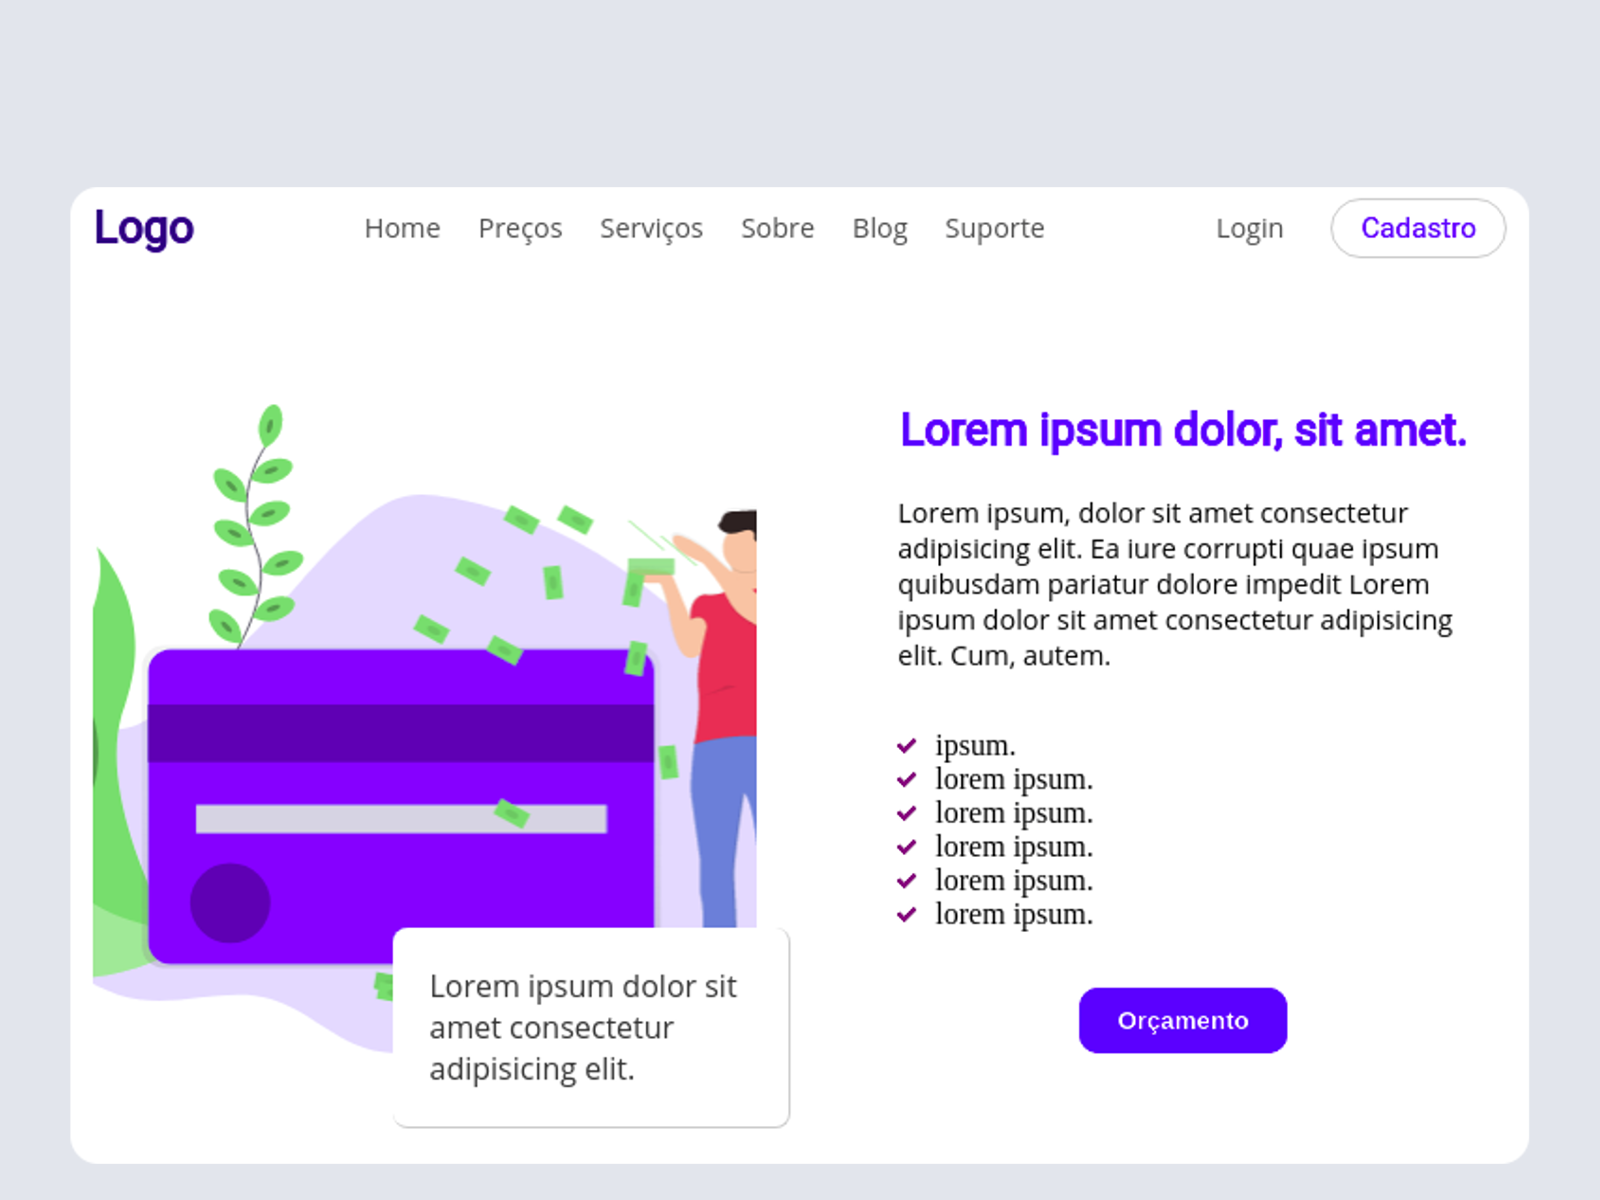 Logo
Home Preços Serviços Sobre Blog Suporte
Login
Cadastro
Lorem ipsum dolor, sit amet.
Lorem ipsum, dolor sit amet consectetur
adipisicing elit. Ea iure corrupti quae ipsum
quibusdam pariatur dolore impedit Lorem
ipsum dolor sit amet consectetur adipisicing
elit. Cum, autem.
ipsum.
lorem ipsum.
lorem ipsum.
lorem ipsum.
lorem ipsum.
lorem ipsum.
Orçamento
Lorem ipsum dolor sit
amet consectetur
adipisicing elit.